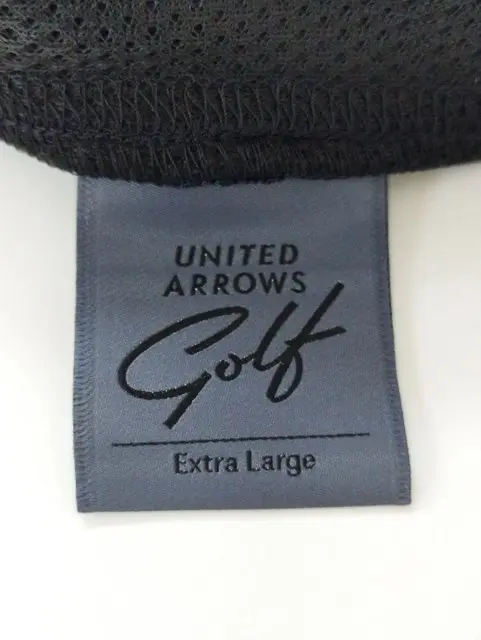 UNITED
ARROWS
Golf
Extra Large